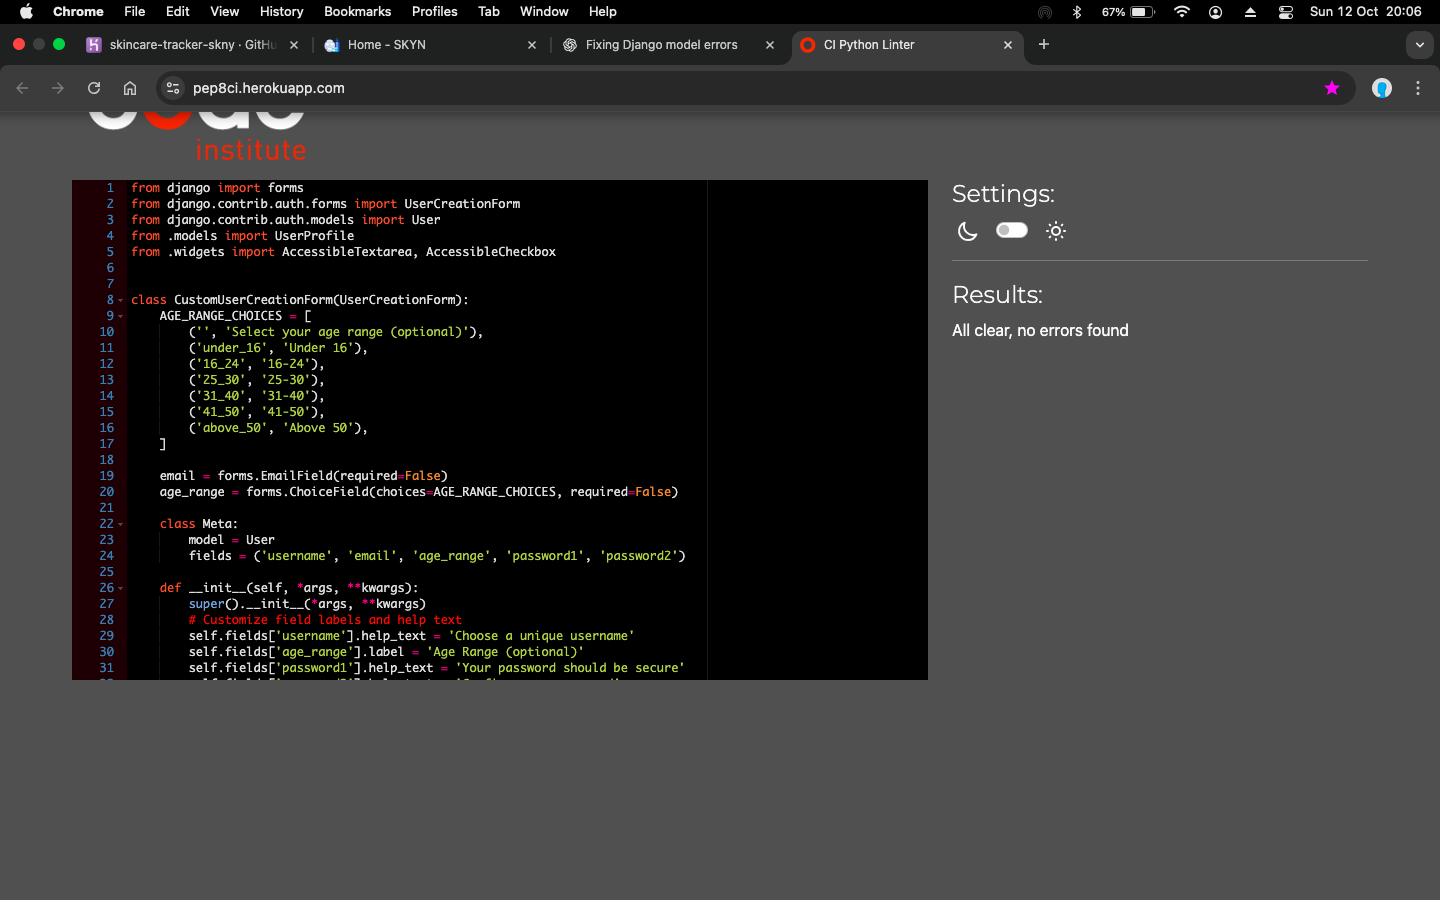 Chrome File Edit View History Bookmarks Profiles Tab Window Help 67% Sun 12 Oct 20:06
skincare-tracker-skny · GitHu Home - SKYN Fixing Django model errors CI Python Linter
pep8ci.herokuapp.com
institute
1 from django import forms
2 from django.contrib.auth.forms import UserCreationForm
3 from django.contrib.auth.models import User
4 from .models import UserProfile
5 from .widgets import AccessibleTextarea, AccessibleCheckbox
6
7
8 class CustomUserCreationForm(UserCreationForm):
9 AGE_RANGE_CHOICES = [
10 ('', 'Select your age range (optional)'),
11 ('under_16', 'Under 16'),
12 ('16_24', '16-24'),
13 ('25_30', '25-30'),
14 ('31_40', '31-40'),
15 ('41_50', '41-50'),
16 ('above_50', 'Above 50'),
17 ]
18
19 email = forms.EmailField(required=False)
20 age_range = forms.ChoiceField(choices=AGE_RANGE_CHOICES, required=False)
21
22 class Meta:
23 model = User
24 fields = ('username', 'email', 'age_range', 'password1', 'password2')
25
26 def __init__(self, *args, **kwargs):
27 super().__init__(*args, **kwargs)
28 # Customize field labels and help text
29 self.fields['username'].help_text = 'Choose a unique username'
30 self.fields['age_range'].label = 'Age Range (optional)'
31 self.fields['password1'].help_text = 'Your password should be secure'
Settings:
Results:
All clear, no errors found